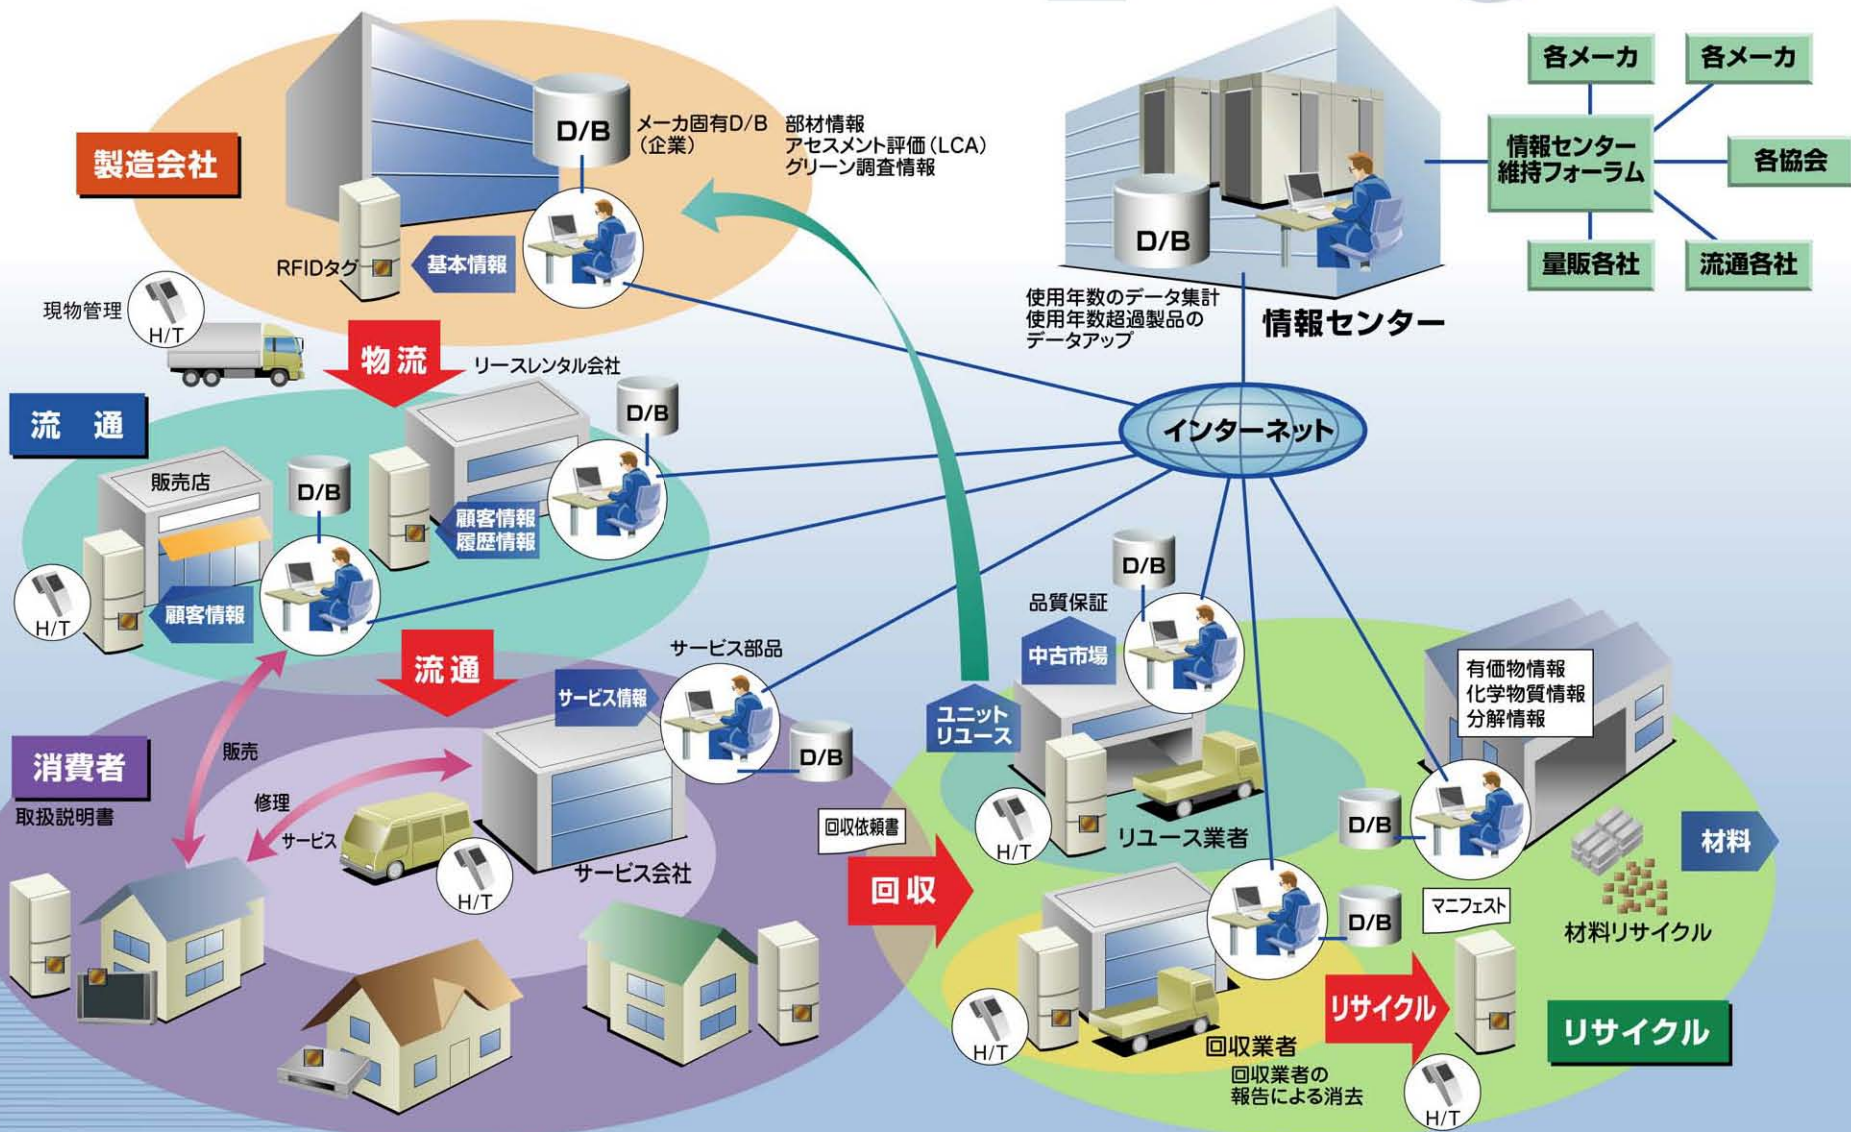 製造会社
D/B
メーカ固有D/B
(企業)
部材情報
アセスメント評価(LCA)
グリーン調査情報
RFIDタグ
基本情報
現物管理
H/T
物流
D/B
使用年数のデータ集計
使用年数超過製品の
データアップ
情報センター
情報センター
維持フォーラム
各メーカ
各メーカ
各協会
量販各社
流通各社
インターネット
流 通
リースレンタル会社
D/B
顧客情報
履歴情報
販売店
D/B
顧客情報
H/T
流通
消費者
取扱説明書
販売
修理
サービス
サービス情報
サービス部品
D/B
サービス会社
H/T
回収依頼書
回収
ユニット
リユース
品質保証
中古市場
D/B
H/T
リユース業者
有価物情報
化学物質情報
分解情報
D/B
材料
材料リサイクル
D/B
マニフェスト
H/T
回収業者
回収業者の
報告による消去
リサイクル
H/T
リサイクル